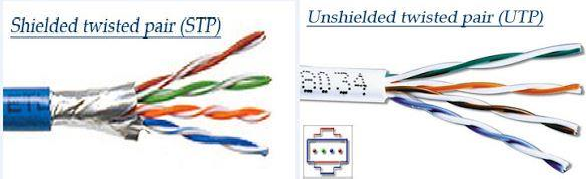 Shielded twisted pair (STP)
Unshielded twisted pair (UTP)
8034